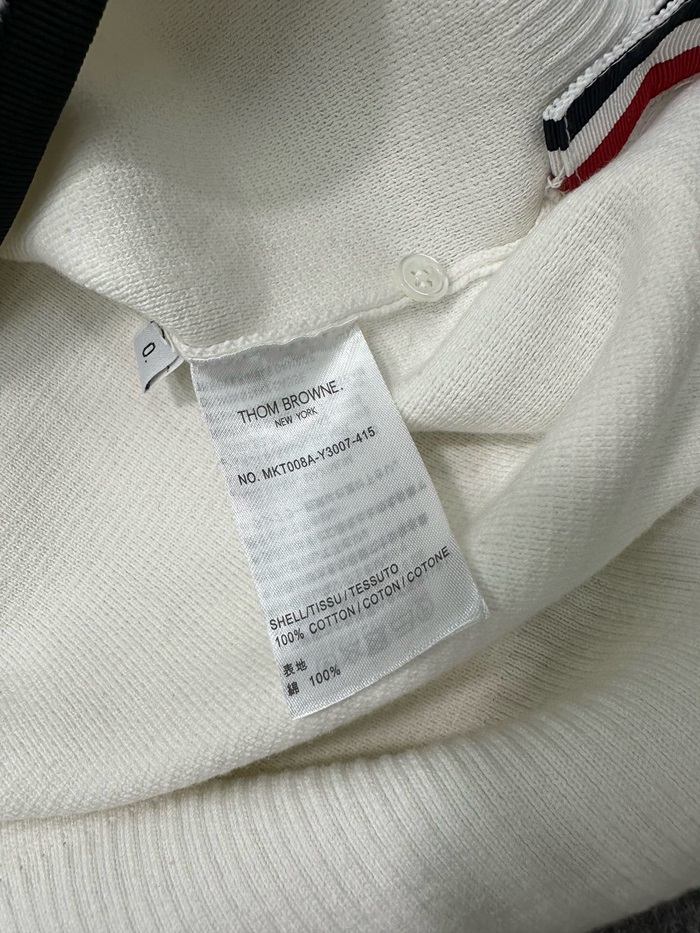 O.
THOM BROWNE.
NEW YORK
NO. MKT008A-Y3007-415
SHELL/TISSU/TESSUTO
100% COTTON/COTON/COTONE
表地
綿 100%